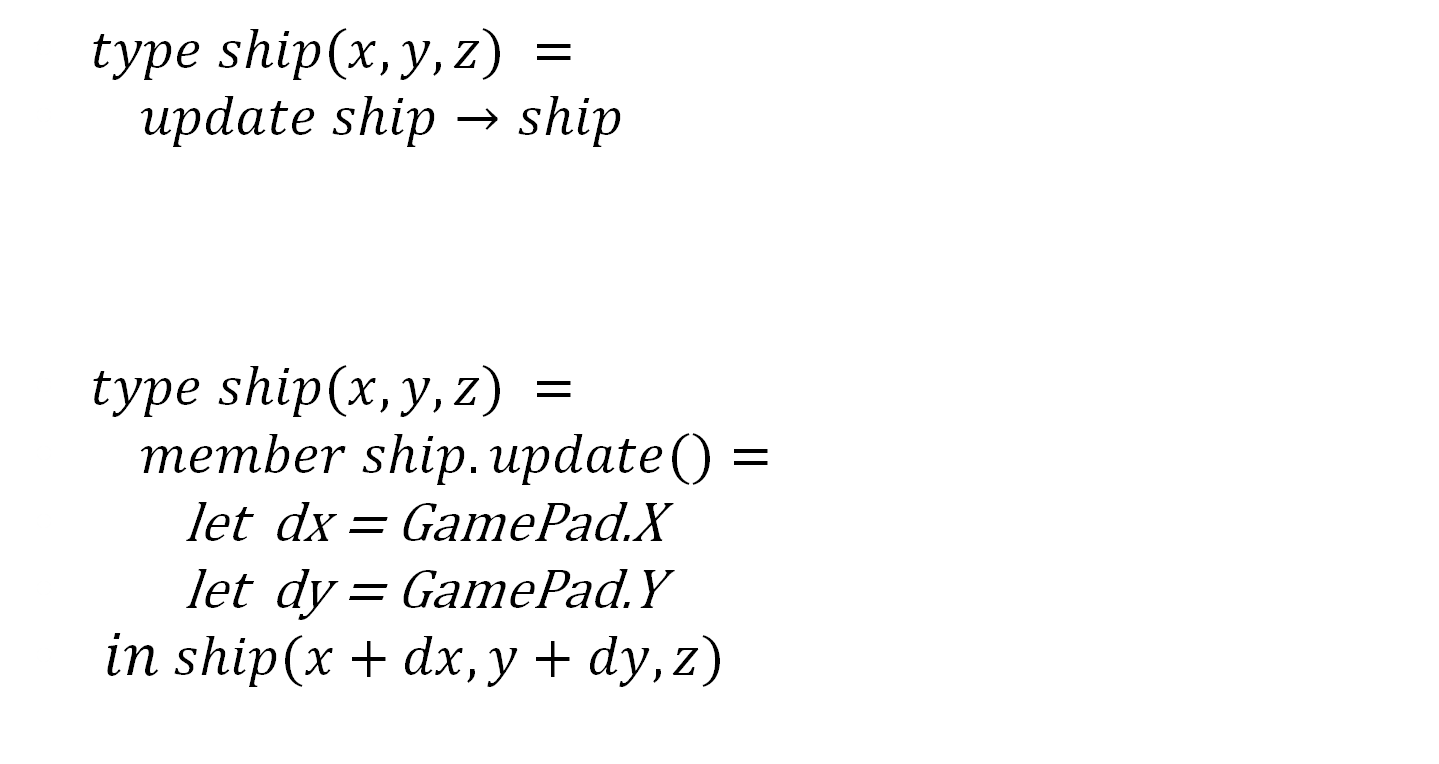 type ship(x, y, z) =
update ship → ship
type ship(x, y, z) =
member ship. update() =
let dx = GamePad.X
let dy = GamePad.Y
in ship(x + dx, y + dy, z)